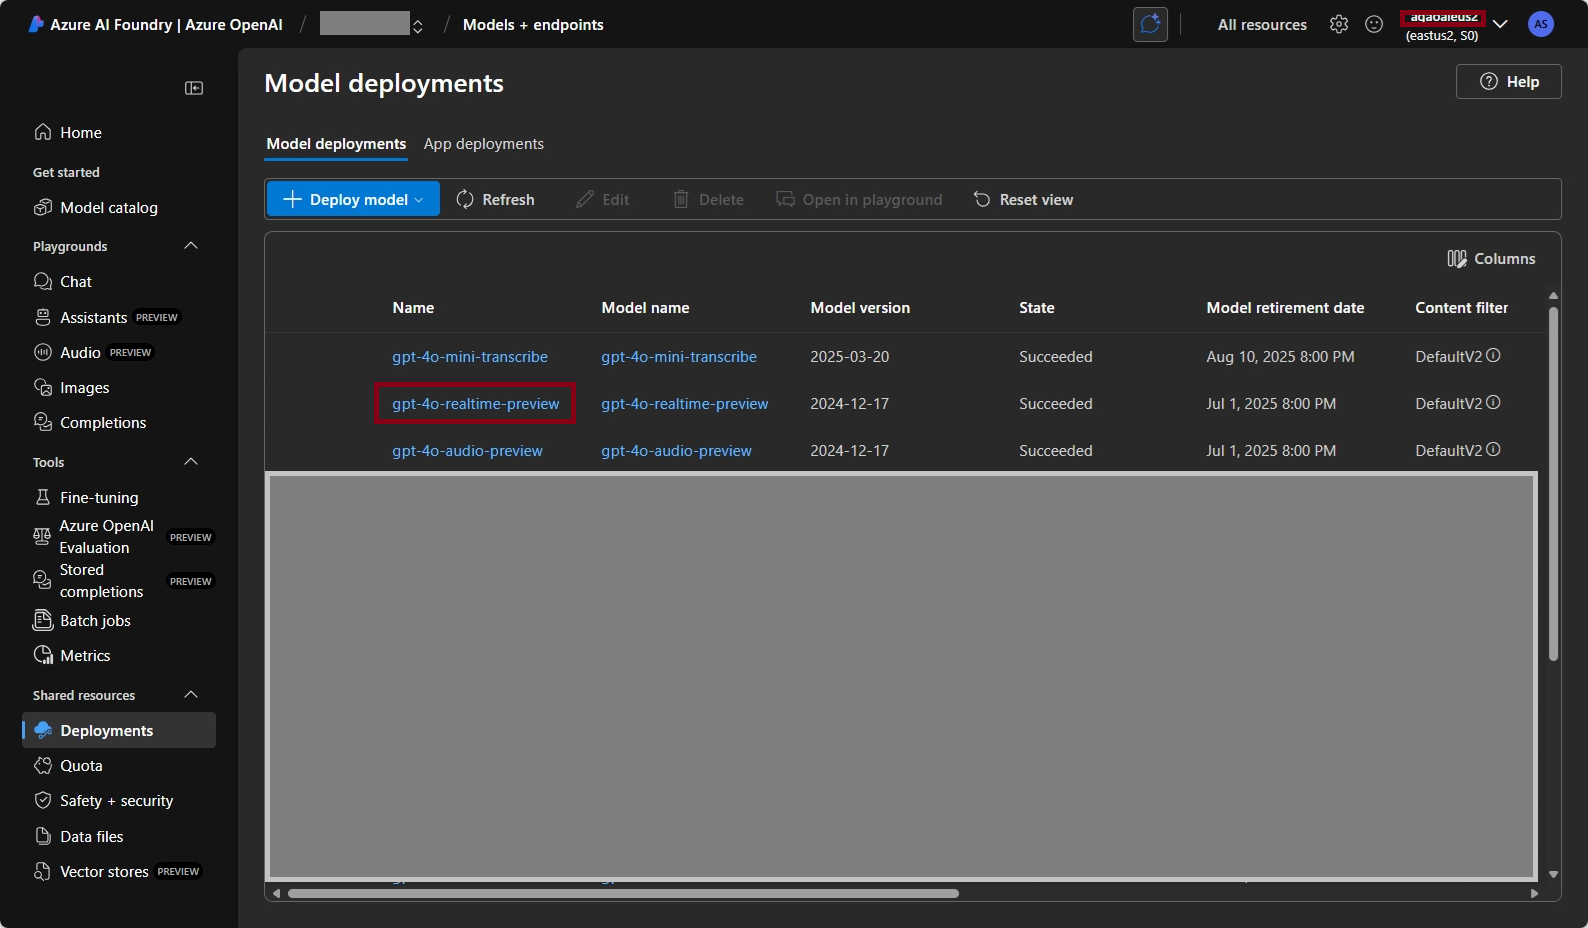 Azure AI Foundry | Azure OpenAI / / Models + endpoints
All resources
(eastus2, S0)
AS
Model deployments
Help
Home
Get started
Model catalog
Playgrounds
Chat
Assistants PREVIEW
Audio PREVIEW
Images
Completions
Tools
Fine-tuning
Azure OpenAI
Evaluation
PREVIEW
Stored
completions
PREVIEW
Batch jobs
Metrics
Shared resources
Deployments
Quota
Safety + security
Data files
Vector stores PREVIEW
Model deployments App deployments
Deploy model Refresh Edit Delete Open in playground Reset view
Columns
Name Model name Model version State Model retirement date Content filter
gpt-4o-mini-transcribe gpt-4o-mini-transcribe 2025-03-20 Succeeded Aug 10, 2025 8:00 PM DefaultV2
gpt-4o-realtime-preview gpt-4o-realtime-preview 2024-12-17 Succeeded Jul 1, 2025 8:00 PM DefaultV2
gpt-4o-audio-preview gpt-4o-audio-preview 2024-12-17 Succeeded Jul 1, 2025 8:00 PM DefaultV2